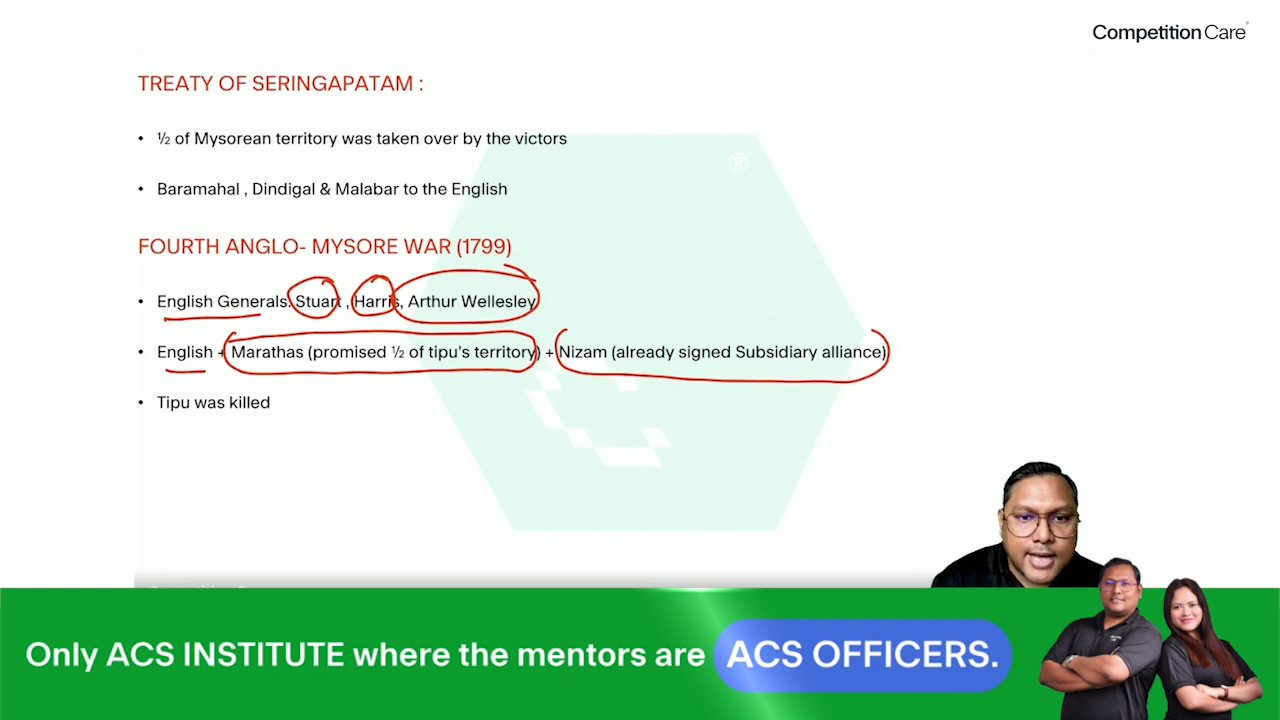 Competition Care
TREATY OF SERINGAPATAM :
• ½ of Mysorean territory was taken over by the victors
• Baramahal , Dindigal & Malabar to the English
FOURTH ANGLO- MYSORE WAR (1799)
• English Generals: Stuart , Harris, Arthur Wellesley
• English + Marathas (promised ½ of tipu's territory) + Nizam (already signed Subsidiary alliance)
• Tipu was killed
Only ACS INSTITUTE where the mentors are ACS OFFICERS.